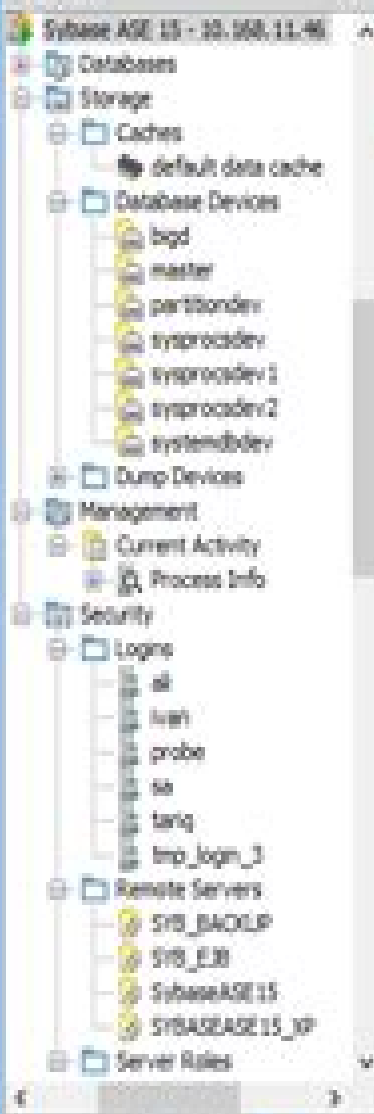 Sybase ASE 15 - 10.168.11.46
Databases
Storage
Caches
default data cache
Database Devices
bigd
master
partitiondev
sysprocsdev
sysprocsdev1
sysprocsdev2
systemdbdev
Dump Devices
Management
Current Activity
Process Info
Security
Logins
ali
ivan
probe
sa
tariq
tmp_login_3
Remote Servers
SYB_BACKUP
SYB_EJB
SybaseASE15
SYBASEASE15_XP
Server Roles